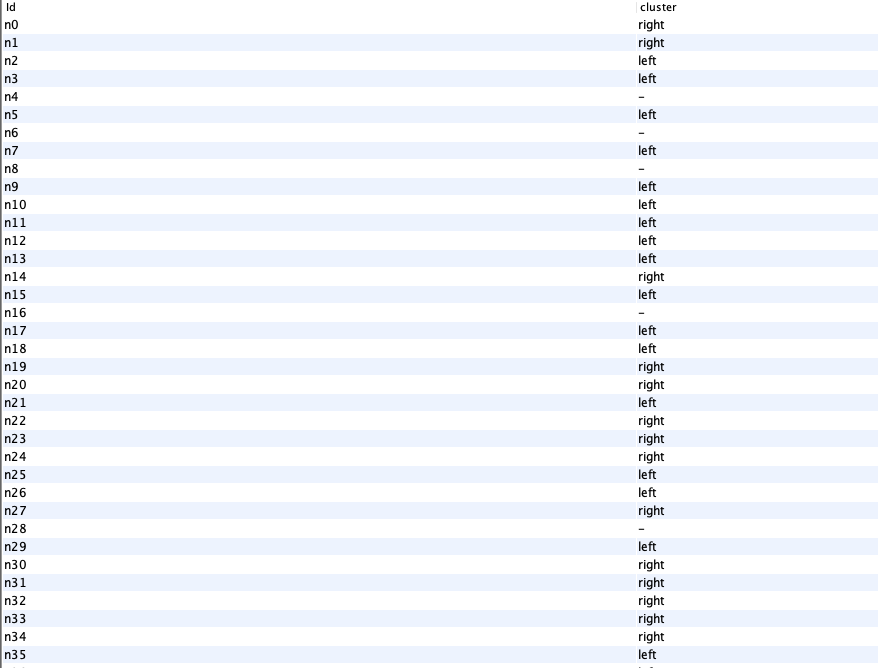 Id cluster
n0 right
n1 right
n2 left
n3 left
n4 –
n5 left
n6 –
n7 left
n8 –
n9 left
n10 left
n11 left
n12 left
n13 left
n14 right
n15 left
n16 –
n17 left
n18 left
n19 right
n20 right
n21 left
n22 right
n23 right
n24 right
n25 left
n26 left
n27 right
n28 –
n29 left
n30 right
n31 right
n32 right
n33 right
n34 right
n35 left